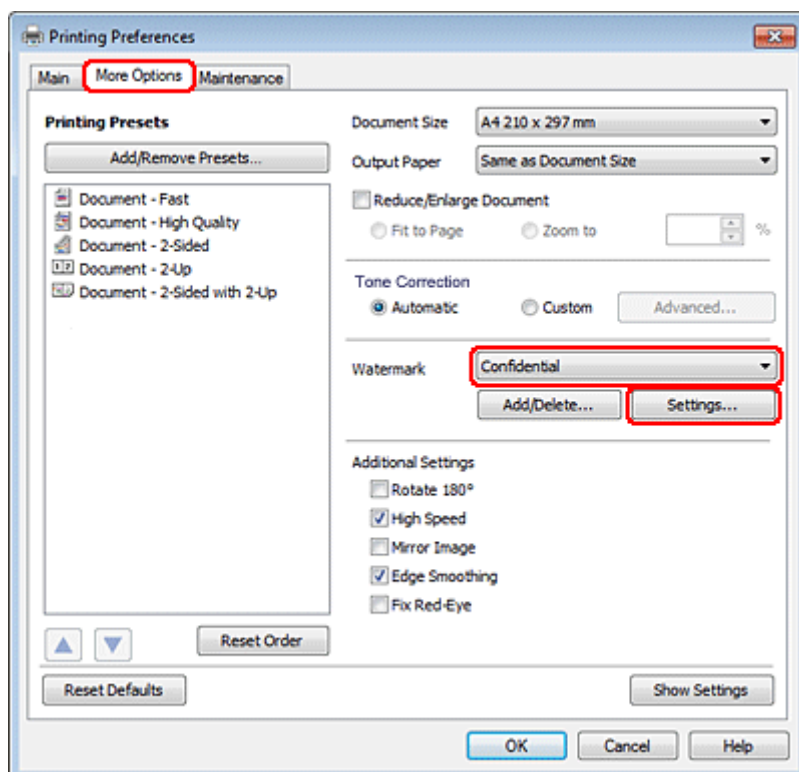 Printing Preferences
Main More Options Maintenance
Printing Presets
Add/Remove Presets...
Document - Fast
Document - High Quality
Document - 2-Sided
Document - 2-Up
Document - 2-Sided with 2-Up
Reset Order
Document Size A4 210 x 297 mm
Output Paper Same as Document Size
Reduce/Enlarge Document
Fit to Page Zoom to %
Tone Correction
Automatic Custom Advanced...
Watermark Confidential
Add/Delete... Settings...
Additional Settings
Rotate 180°
High Speed
Mirror Image
Edge Smoothing
Fix Red-Eye
Reset Defaults Show Settings
OK Cancel Help